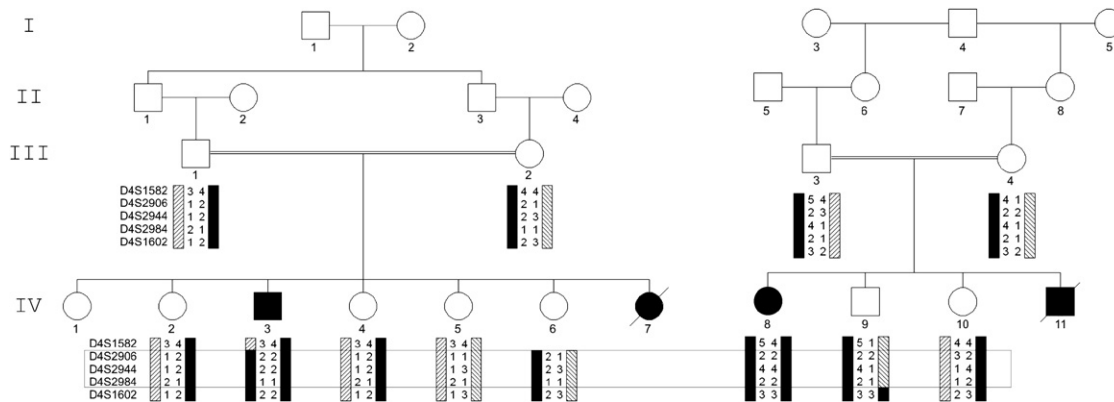 I
1 2 3 4 5
II
1 2 3 4 5 6 7 8
III
1 2 3 4
D4S1582 3 4 4 4 5 4 4 1
D4S2906 1 2 2 1 2 3 2 2
D4S2944 1 2 2 3 4 1 4 1
D4S2984 2 1 1 1 2 1 2 1
D4S1602 1 2 2 3 3 2 3 2
IV
1 2 3 4 5 6 7 8 9 10 11
D4S1582 3 4 3 4 3 4 3 4 5 4 5 1 4 4
D4S2906 1 2 2 2 1 2 1 1 2 1 2 2 2 2 3 2
D4S2944 1 2 2 2 1 2 1 3 2 3 4 4 4 1 1 4
D4S2984 2 1 1 1 2 1 2 1 1 1 2 2 2 1 1 2
D4S1602 1 2 2 2 1 2 1 3 2 3 3 3 3 3 2 3